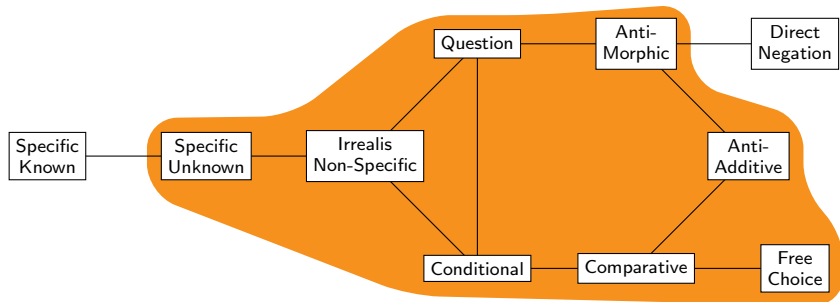 Question
Anti-
Morphic
Direct
Negation
Specific
Known
Specific
Unknown
Irrealis
Non-Specific
Anti-
Additive
Conditional
Comparative
Free
Choice